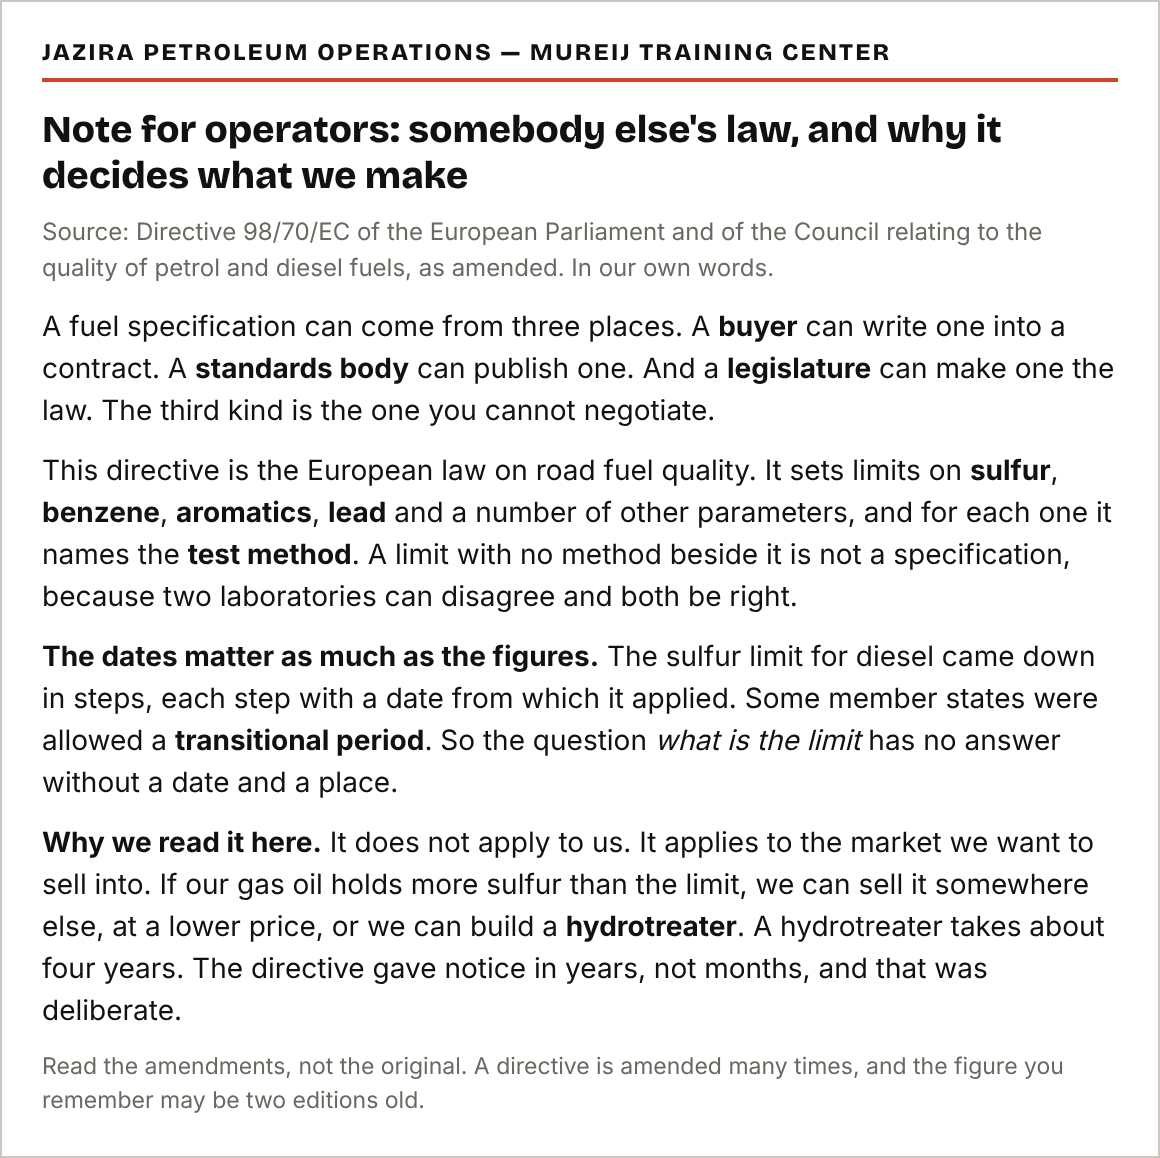 JAZIRA PETROLEUM OPERATIONS — MUREIJ TRAINING CENTER
Note for operators: somebody else's law, and why it
decides what we make
Source: Directive 98/70/EC of the European Parliament and of the Council relating to the
quality of petrol and diesel fuels, as amended. In our own words.
A fuel specification can come from three places. A buyer can write one into a
contract. A standards body can publish one. And a legislature can make one the
law. The third kind is the one you cannot negotiate.
This directive is the European law on road fuel quality. It sets limits on sulfur,
benzene, aromatics, lead and a number of other parameters, and for each one it
names the test method. A limit with no method beside it is not a specification,
because two laboratories can disagree and both be right.
The dates matter as much as the figures. The sulfur limit for diesel came down
in steps, each step with a date from which it applied. Some member states were
allowed a transitional period. So the question what is the limit has no answer
without a date and a place.
Why we read it here. It does not apply to us. It applies to the market we want to
sell into. If our gas oil holds more sulfur than the limit, we can sell it somewhere
else, at a lower price, or we can build a hydrotreater. A hydrotreater takes about
four years. The directive gave notice in years, not months, and that was
deliberate.
Read the amendments, not the original. A directive is amended many times, and the figure you
remember may be two editions old.